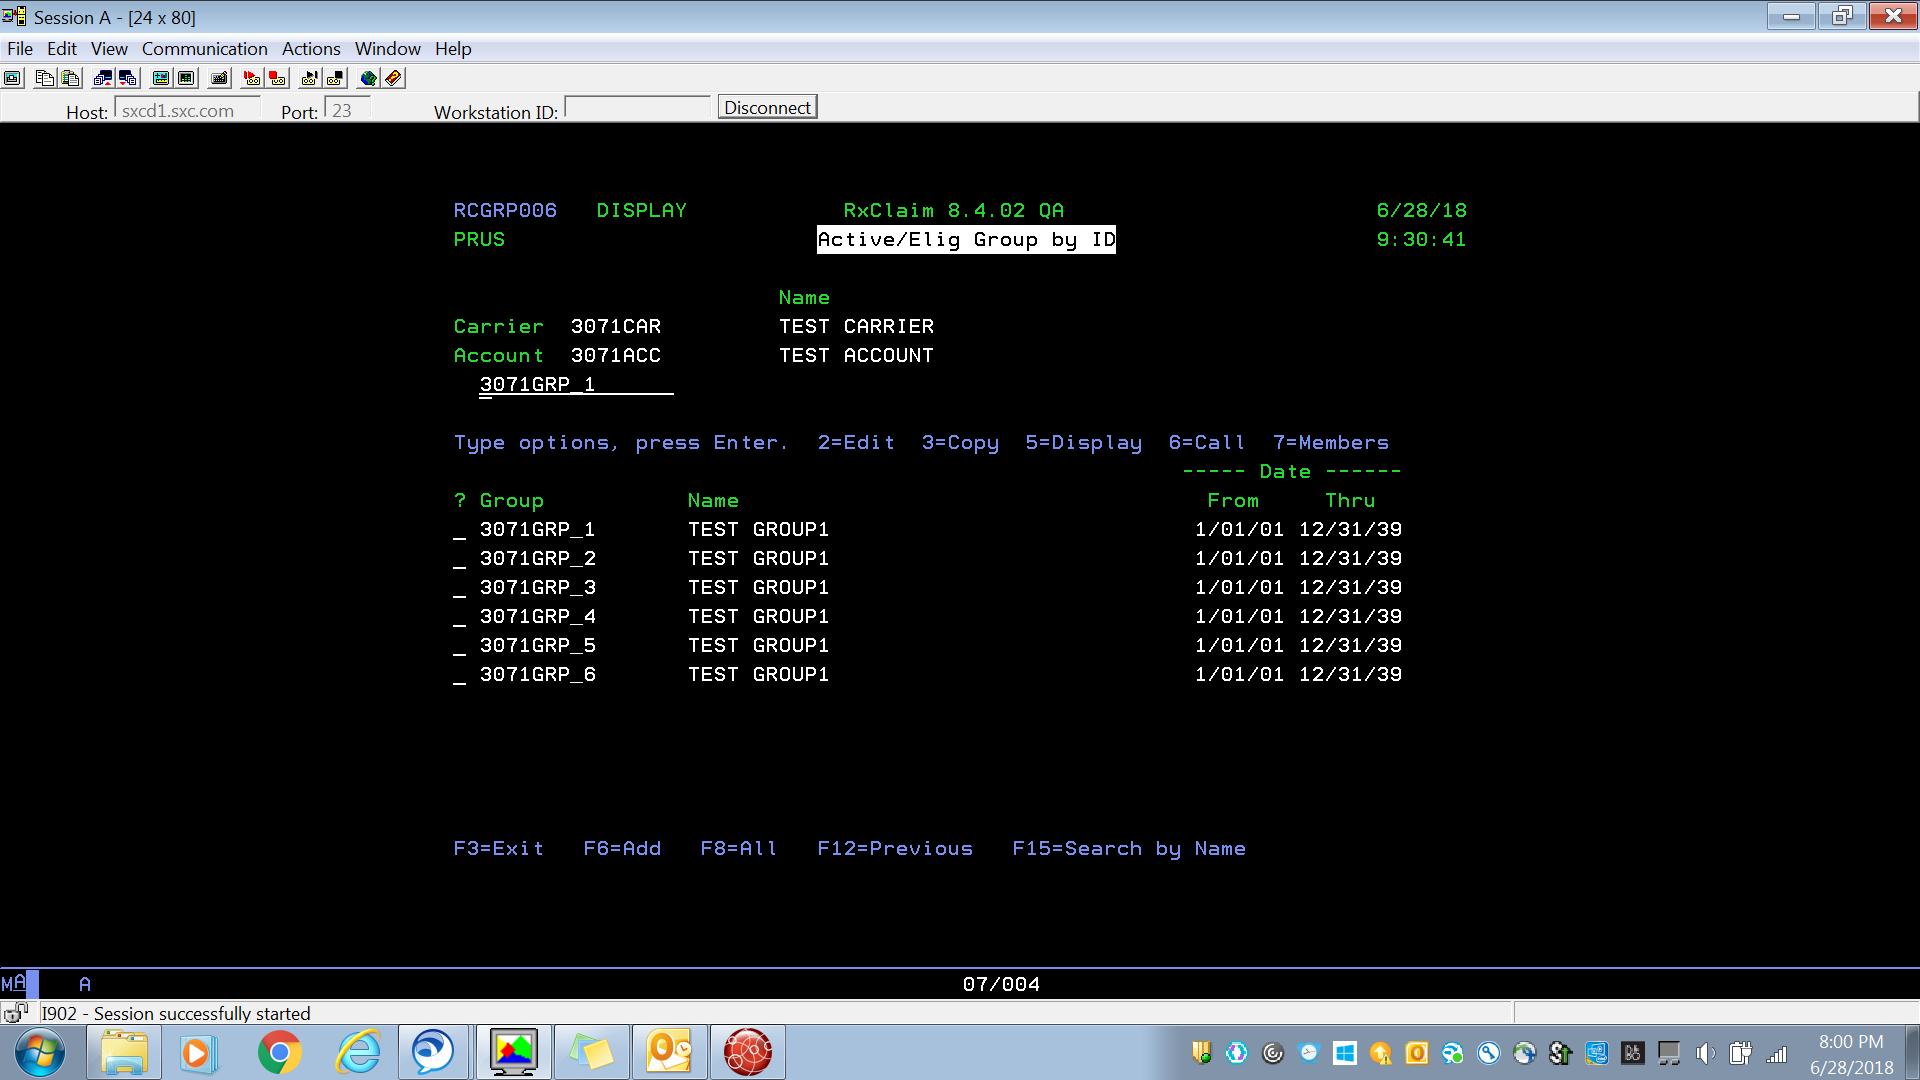 Session A - [24 x 80]
File Edit View Communication Actions Window Help
Host: sxcd1.sxc.com Port: 23 Workstation ID: Disconnect
RCGRP006 DISPLAY RxClaim 8.4.02 QA 6/28/18
PRUS Active/Elig Group by ID 9:30:41
Name
Carrier 3071CAR TEST CARRIER
Account 3071ACC TEST ACCOUNT
3071GRP_1
Type options, press Enter. 2=Edit 3=Copy 5=Display 6=Call 7=Members
----- Date ------
? Group Name From Thru
_ 3071GRP_1 TEST GROUP1 1/01/01 12/31/39
_ 3071GRP_2 TEST GROUP1 1/01/01 12/31/39
_ 3071GRP_3 TEST GROUP1 1/01/01 12/31/39
_ 3071GRP_4 TEST GROUP1 1/01/01 12/31/39
_ 3071GRP_5 TEST GROUP1 1/01/01 12/31/39
_ 3071GRP_6 TEST GROUP1 1/01/01 12/31/39
F3=Exit F6=Add F8=All F12=Previous F15=Search by Name
MA A 07/004
I902 - Session successfully started
8:00 PM
6/28/2018